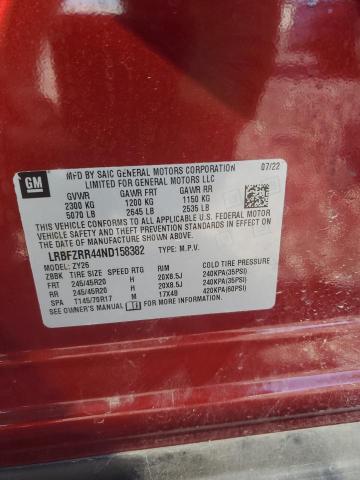 GM
MFD BY SAIC GENERAL MOTORS CORPORATION 07/22
LIMITED FOR GENERAL MOTORS LLC
GVWR GAWR FRT GAWR RR
2300 KG 1200 KG 1150 KG
5070 LB 2645 LB 2535 LB
THIS VEHICLE CONFORMS TO ALL APPLICABLE U.S. FEDERAL MOTOR
VEHICLE SAFETY AND THEFT PREVENTION STANDARDS IN EFFECT ON THE
DATE OF MANUFACTURE SHOWN ABOVE.
LRBFZRR44ND158382 TYPE: M.P.V.
MODEL: ZY26
ZBBK TIRE SIZE SPEED RTG RIM COLD TIRE PRESSURE
FRT 245/45R20 H 20X8.5J 240KPA(35PSI)
RR 245/45R20 H 20X8.5J 240KPA(35PSI)
SPA T145/70R17 M 17X4B 420KPA(60PSI)
SEE OWNER'S MANUAL FOR MORE INFORMATION.